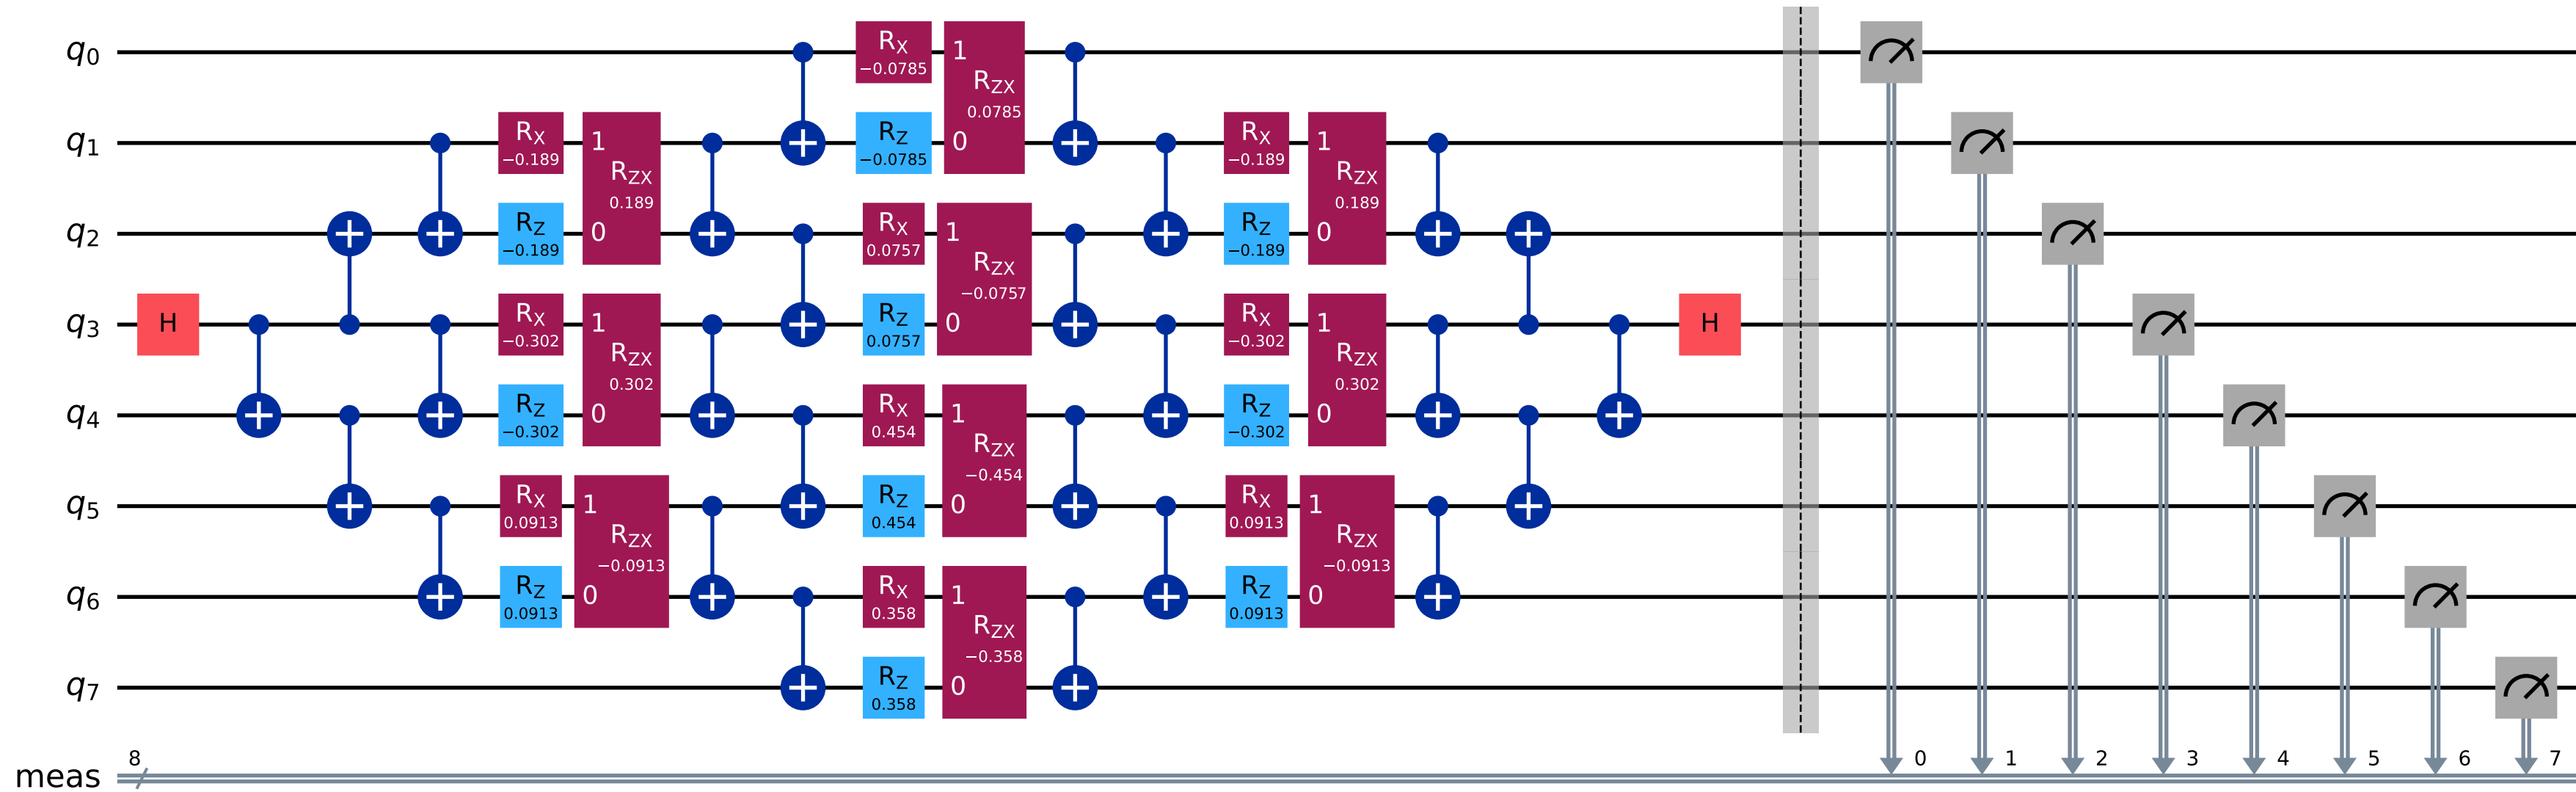 q0
RX
−0.0785
1
RZX
0.0785
0
q1
RX
−0.189
1
RZX
0.189
0
RZ
−0.0785
RX
−0.189
1
RZX
0.189
0
q2
RZ
−0.189
RX
0.0757
1
RZX
−0.0757
0
RZ
−0.189
q3
H
RX
−0.302
1
RZX
0.302
0
RZ
0.0757
RX
−0.302
1
RZX
0.302
0
H
q4
RZ
−0.302
RX
0.454
1
RZX
−0.454
0
RZ
−0.302
q5
RX
0.0913
1
RZX
−0.0913
0
RZ
0.454
RX
0.0913
1
RZX
−0.0913
0
q6
RZ
0.0913
RX
0.358
1
RZX
−0.358
0
RZ
0.0913
q7
RZ
0.358
meas
8
0
1
2
3
4
5
6
7